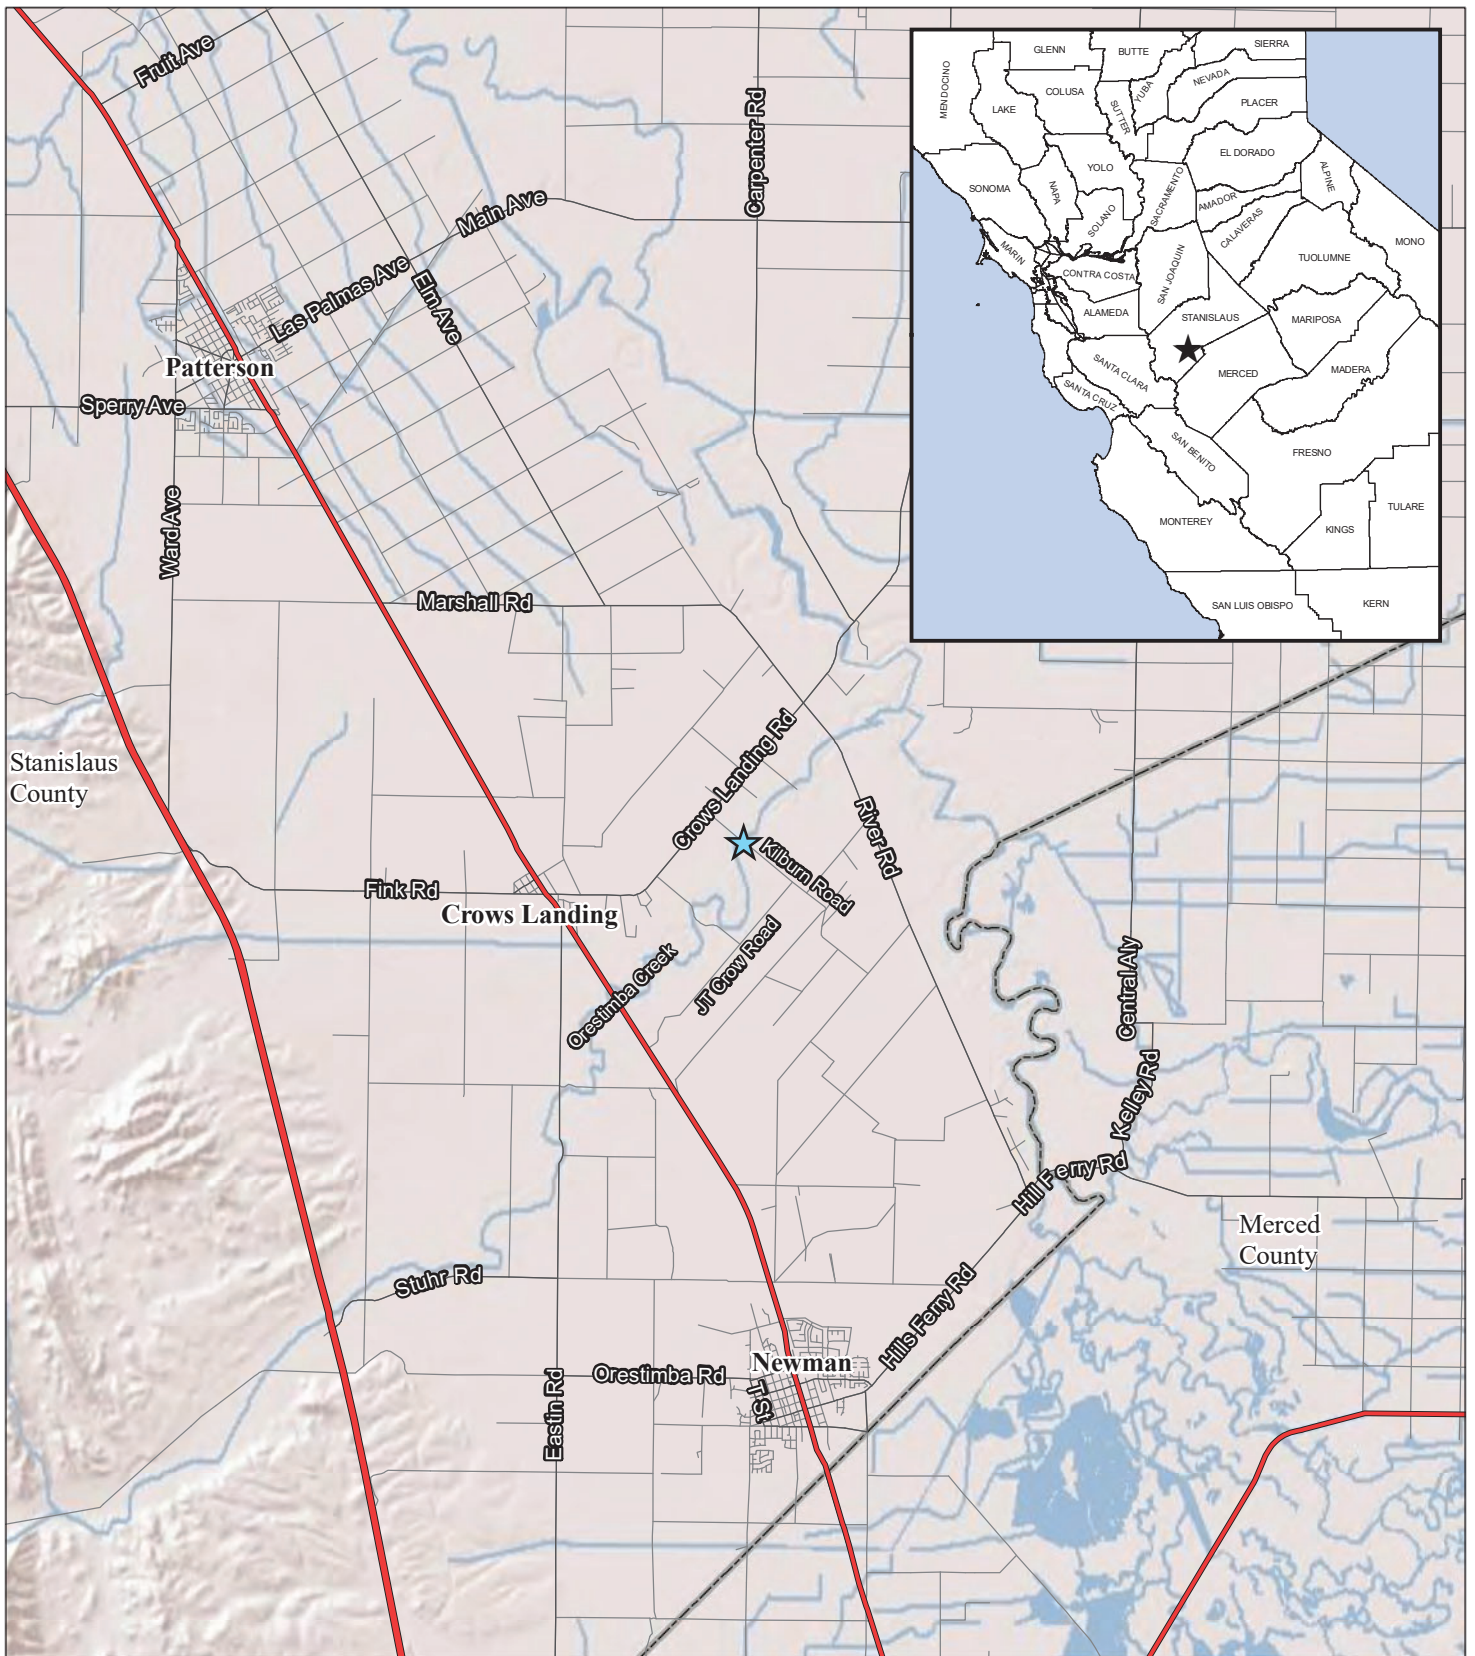 Fruit Ave
Carpenter Rd
Main Ave
Las Palmas Ave
Elm Ave
Patterson
Sperry Ave
Ward Ave
Marshall Rd
Stanislaus
County
Crows Landing Rd
River Rd
Kilburn Road
Fink Rd
Crows Landing
JT Crow Road
Orestimba Creek
Central Aly
Kelley Rd
Hill Ferry Rd
Merced
County
Stuhr Rd
Hills Ferry Rd
Newman
Orestimba Rd
T St
Eastin Rd
GLENN
BUTTE
SIERRA
MENDOCINO
LAKE
COLUSA
SUTTER
YUBA
NEVADA
PLACER
EL DORADO
ALPINE
YOLO
SONOMA
NAPA
SOLANO
SACRAMENTO
AMADOR
CALAVERAS
MONO
MARIN
CONTRA COSTA
SAN JOAQUIN
TUOLUMNE
ALAMEDA
STANISLAUS
MARIPOSA
SANTA CLARA
MERCED
MADERA
SANTA CRUZ
SAN BENITO
FRESNO
MONTEREY
KINGS
TULARE
SAN LUIS OBISPO
KERN